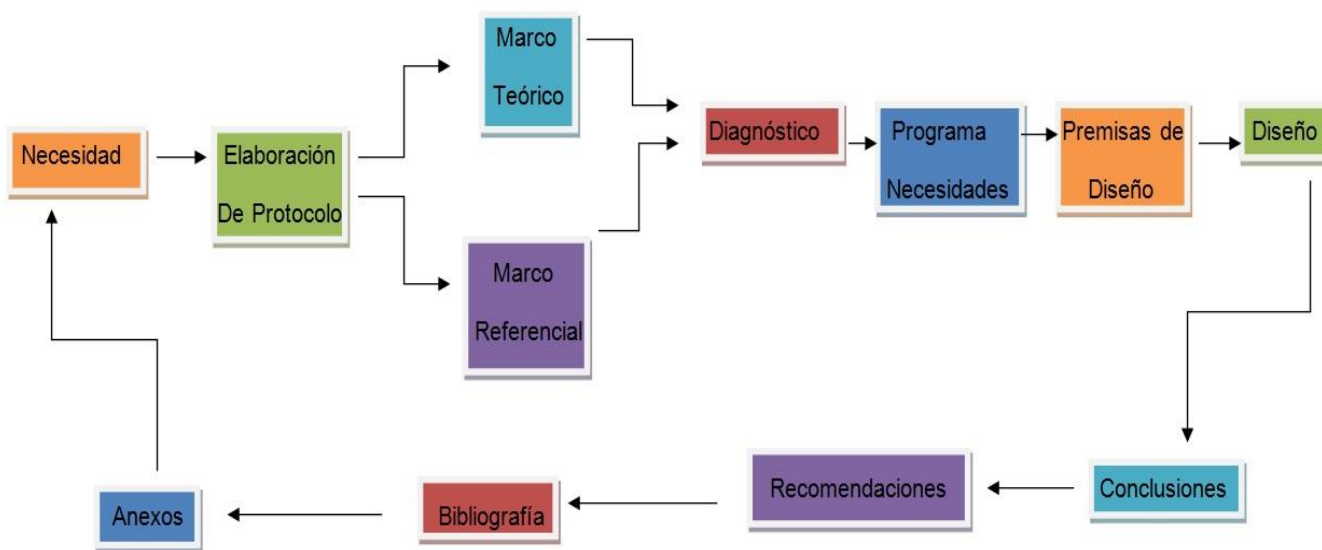 Necesidad
Elaboración
De Protocolo
Marco
Teórico
Marco
Referencial
Diagnóstico
Programa
Necesidades
Premisas de
Diseño
Diseño
Conclusiones
Recomendaciones
Bibliografía
Anexos